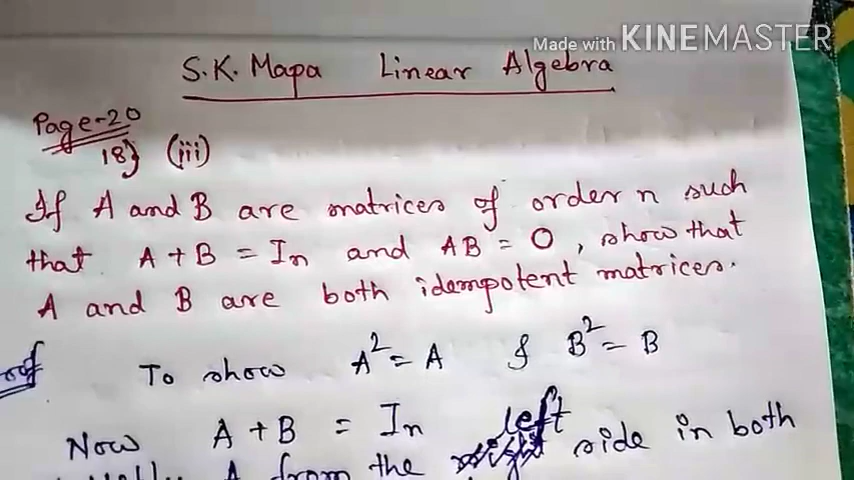 Made with KINEMASTER
S.K. Mapa Linear Algebra
Page-20
18) (iii)
If A and B are matrices of order n such
that A + B = In and AB = O, show that
A and B are both idempotent matrices.
To show A² = A & B² = B
Now A + B = In
A from the left side in both